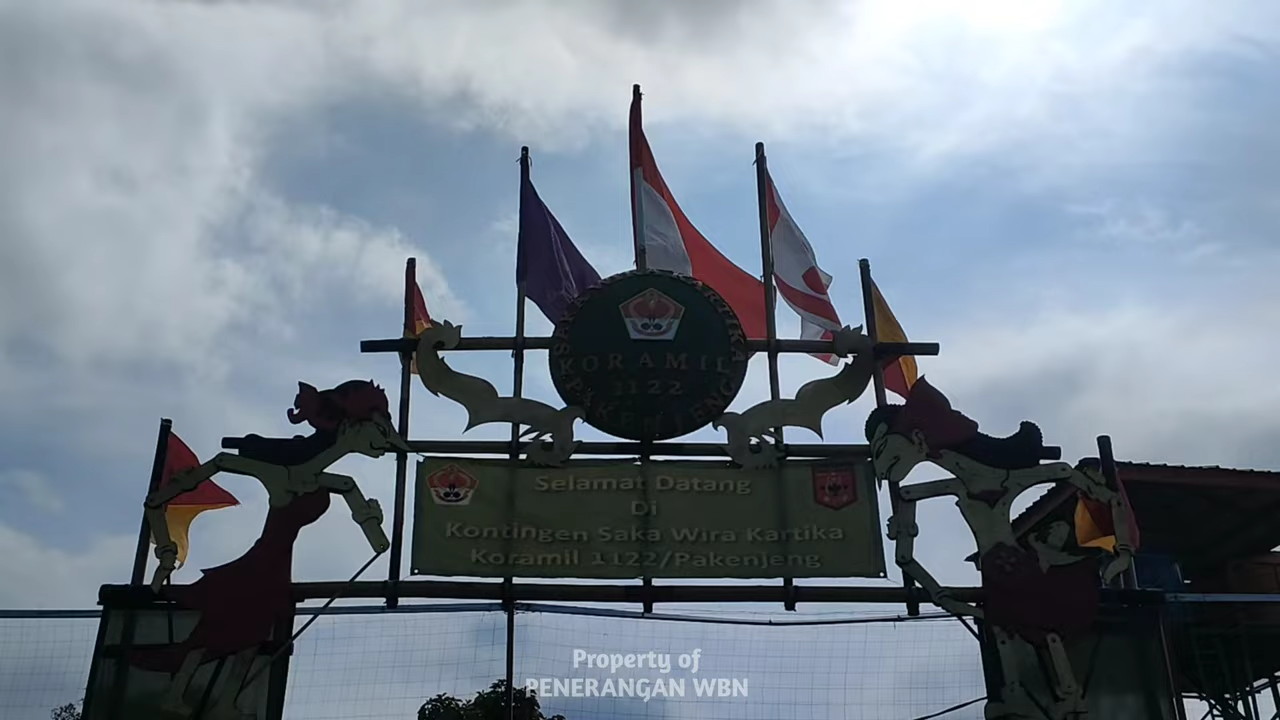 KORAMIL
1122
Selamat Datang
Di
Kontingen Saka Wira Kartika
Koramil 1122/Pakenjeng
Property of
PENERANGAN WBN